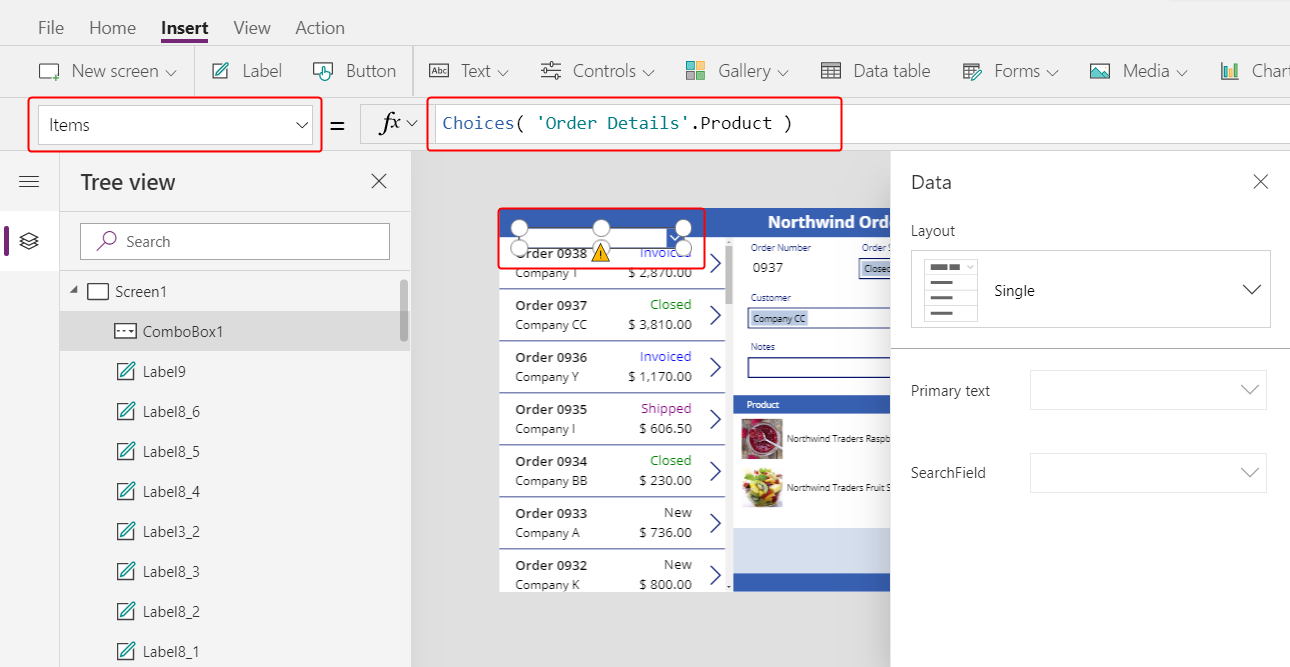 File Home Insert View Action
New screen Label Button Abc Text Controls Gallery Data table Forms Media Chart
Items = fx Choices( 'Order Details'.Product )
Tree view
Search
Screen1
ComboBox1
Label9
Label8_6
Label8_5
Label8_4
Label3_2
Label8_3
Label8_2
Label8_1
Northwind Orde
Order 0938 Invoiced
Company T $ 2,870.00
Order 0937 Closed
Company CC $ 3,810.00
Order 0936 Invoiced
Company Y $ 1,170.00
Order 0935 Shipped
Company I $ 606.50
Order 0934 Closed
Company BB $ 230.00
Order 0933 New
Company A $ 736.00
Order 0932 New
Company K $ 800.00
Order Number Order S
0937 Closed
Customer
Company CC
Notes
Product
Northwind Traders Raspb
Northwind Traders Fruit S
Data
Layout
Single
Primary text
SearchField